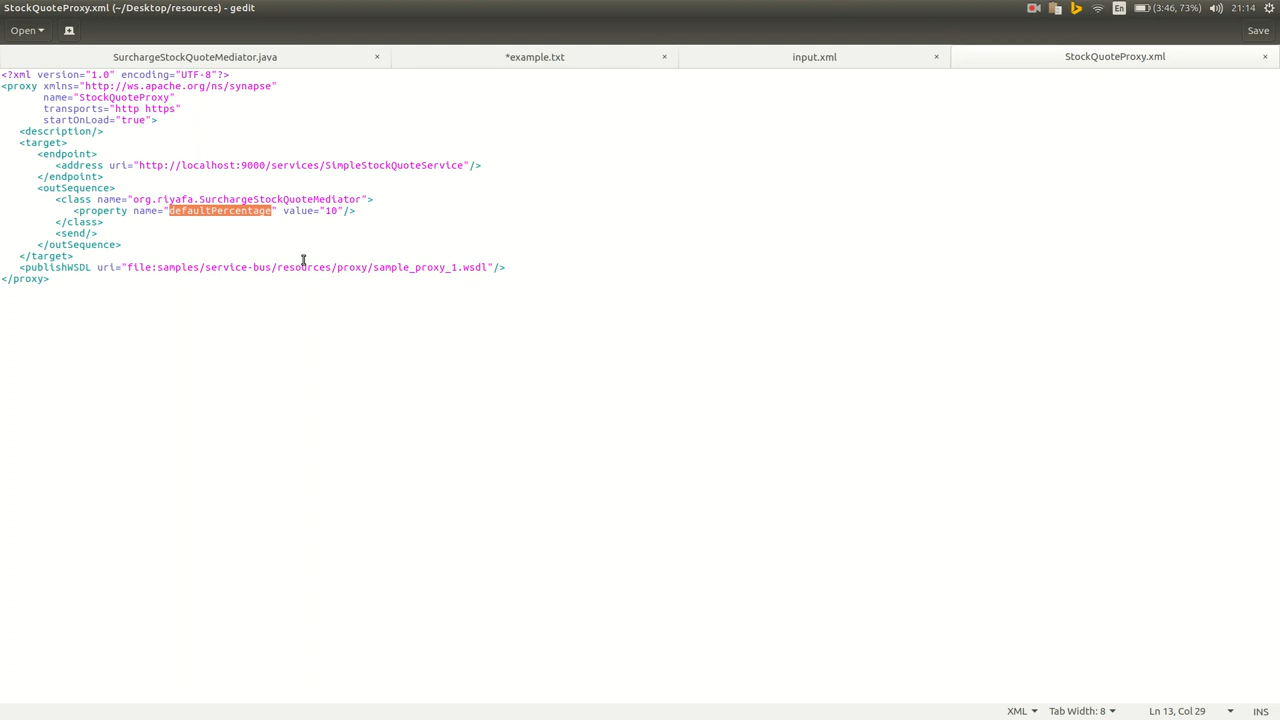 StockQuoteProxy.xml (~/Desktop/resources) - gedit
En
(3:46, 73%)
21:14
Open
Save
SurchargeStockQuoteMediator.java ×
*example.txt ×
input.xml ×
StockQuoteProxy.xml ×
<?xml version="1.0" encoding="UTF-8"?>
<proxy xmlns="http://ws.apache.org/ns/synapse"
       name="StockQuoteProxy"
       transports="http https"
       startOnLoad="true">
   <description/>
   <target>
      <endpoint>
         <address uri="http://localhost:9000/services/SimpleStockQuoteService"/>
      </endpoint>
      <outSequence>
         <class name="org.riyafa.SurchargeStockQuoteMediator">
            <property name="defaultPercentage" value="10"/>
         </class>
         <send/>
      </outSequence>
   </target>
   <publishWSDL uri="file:samples/service-bus/resources/proxy/sample_proxy_1.wsdl"/>
</proxy>
XML
Tab Width: 8
Ln 13, Col 29
INS